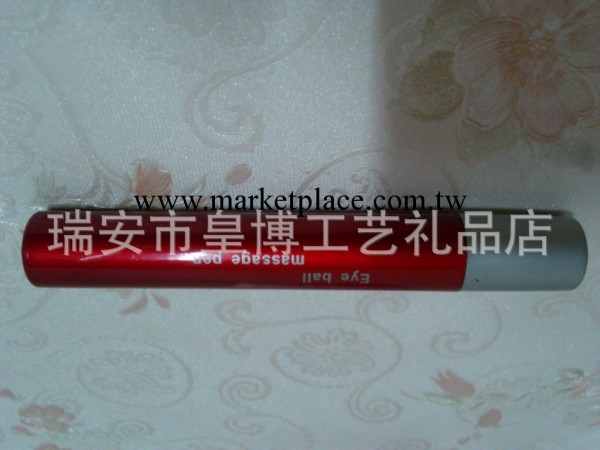 www.marketplace.com.tw
瑞安市皇博工艺礼品店
Eye ball
massage pen